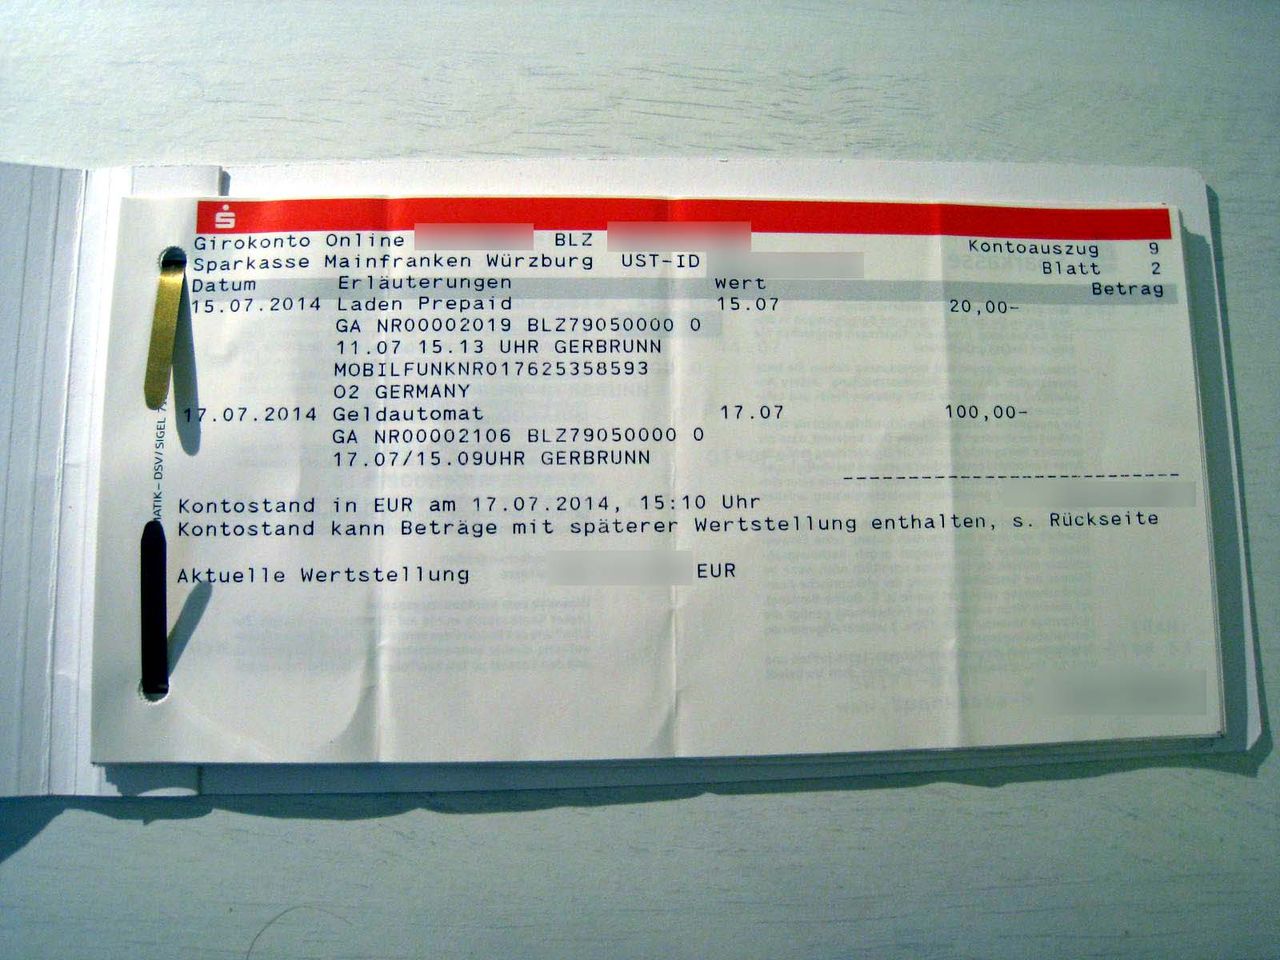 Girokonto Online BLZ Kontoauszug 9
Sparkasse Mainfranken Würzburg UST-ID Blatt 2
Datum Erläuterungen Wert Betrag
15.07.2014 Laden Prepaid 15.07 20,00-
GA NR00002019 BLZ79050000 0
11.07 15.13 UHR GERBRUNN
MOBILFUNKNR017625358593
O2 GERMANY
17.07.2014 Geldautomat 17.07 100,00-
GA NR00002106 BLZ79050000 0
17.07/15.09UHR GERBRUNN
Kontostand in EUR am 17.07.2014, 15:10 Uhr
Kontostand kann Beträge mit späterer Wertstellung enthalten, s. Rückseite
Aktuelle Wertstellung EUR
DSV/SIGEL